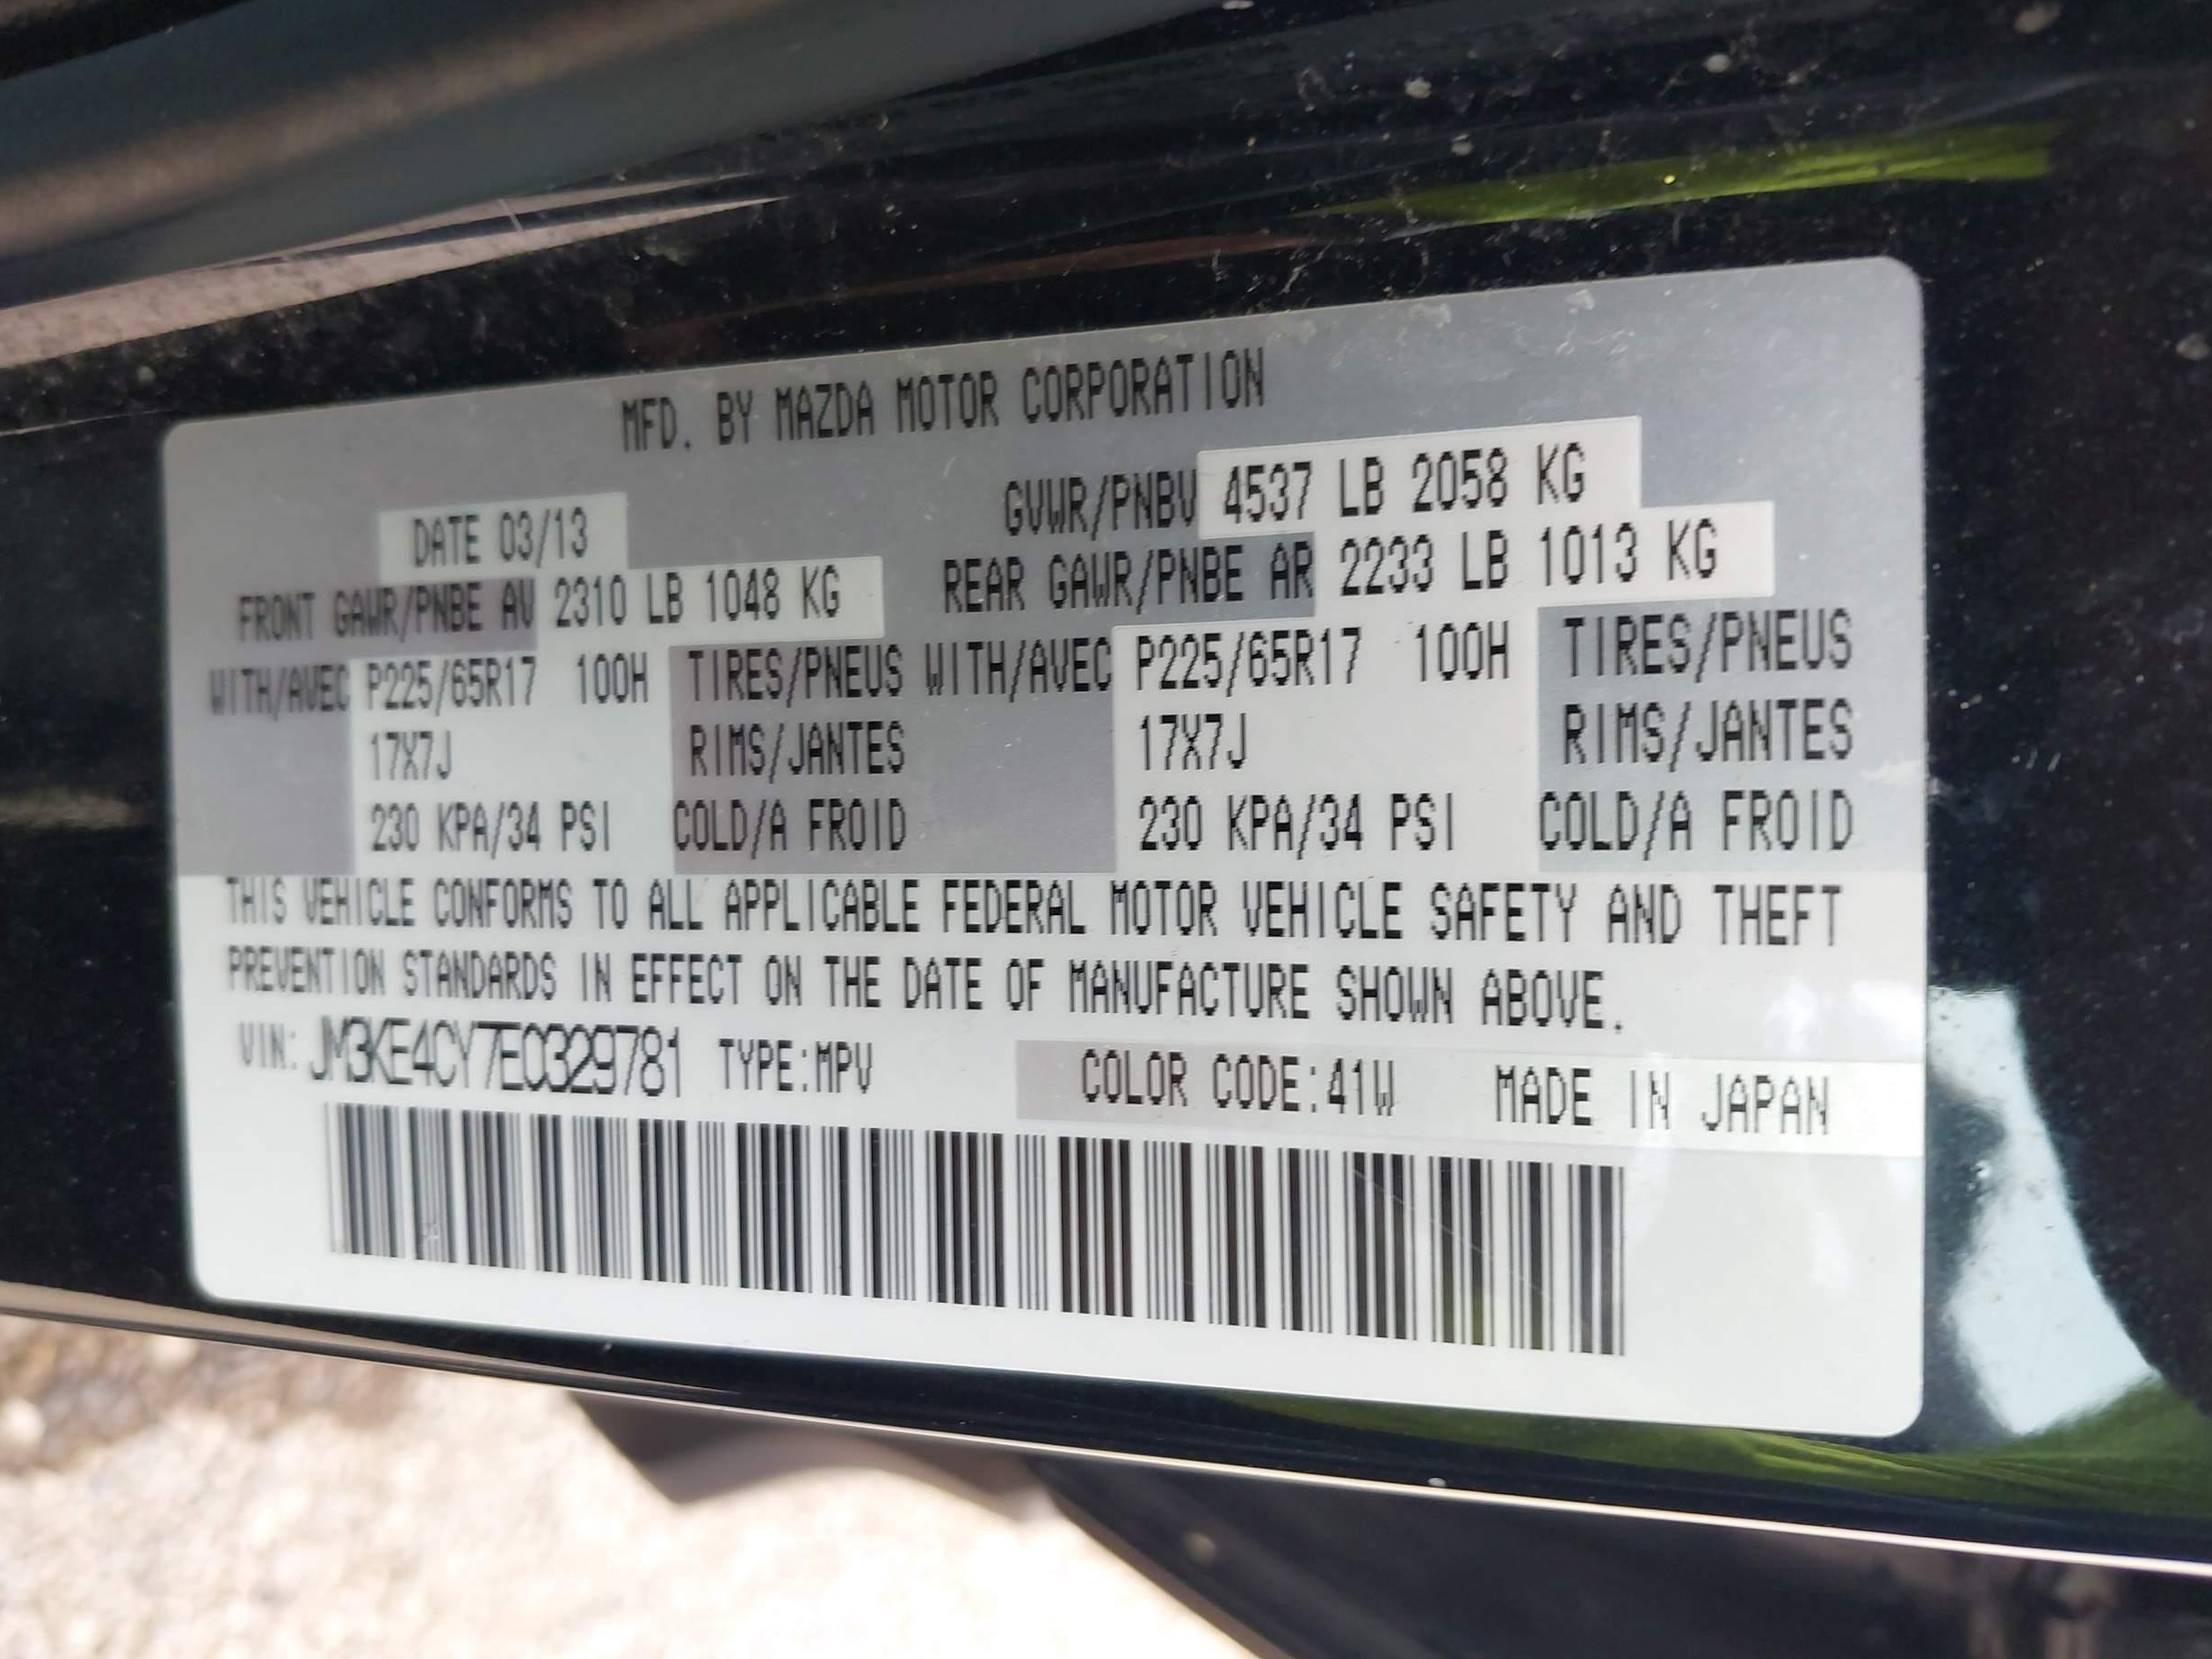 MFD. BY MAZDA MOTOR CORPORATION
DATE 03/13 GVWR/PNBV 4537 LB 2058 KG
FRONT GAWR/PNBE AV 2310 LB 1048 KG REAR GAWR/PNBE AR 2233 LB 1013 KG
WITH/AVEC P225/65R17 100H TIRES/PNEUS WITH/AVEC P225/65R17 100H TIRES/PNEUS
17X7J RIMS/JANTES 17X7J RIMS/JANTES
230 KPA/34 PSI COLD/A FROID 230 KPA/34 PSI COLD/A FROID
THIS VEHICLE CONFORMS TO ALL APPLICABLE FEDERAL MOTOR VEHICLE SAFETY AND THEFT
PREVENTION STANDARDS IN EFFECT ON THE DATE OF MANUFACTURE SHOWN ABOVE.
VIN: JM3KE4CY7E0329781 TYPE:MPV COLOR CODE:41W MADE IN JAPAN